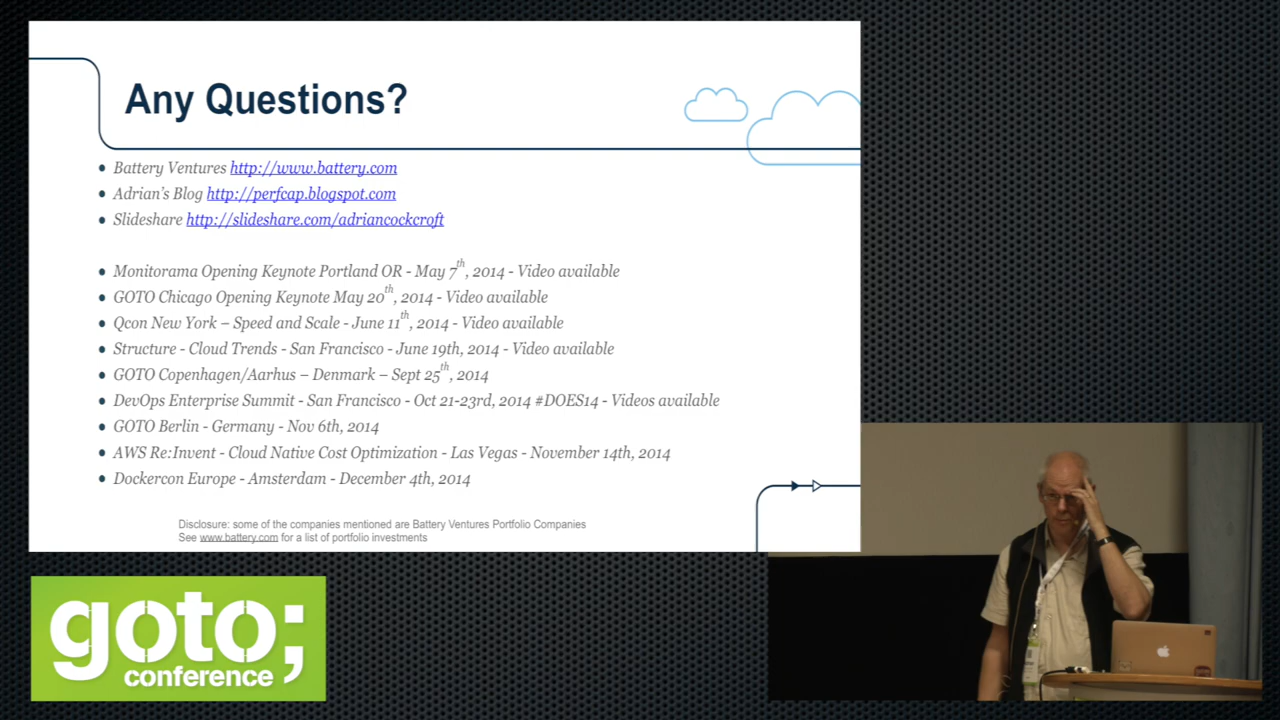 Any Questions?
• Battery Ventures http://www.battery.com
• Adrian's Blog http://perfcap.blogspot.com
• Slideshare http://slideshare.com/adriancockcroft
• Monitorama Opening Keynote Portland OR - May 7th, 2014 - Video available
• GOTO Chicago Opening Keynote May 20th, 2014 - Video available
• Qcon New York – Speed and Scale - June 11th, 2014 - Video available
• Structure - Cloud Trends - San Francisco - June 19th, 2014 - Video available
• GOTO Copenhagen/Aarhus – Denmark – Sept 25th, 2014
• DevOps Enterprise Summit - San Francisco - Oct 21-23rd, 2014 #DOES14 - Videos available
• GOTO Berlin - Germany - Nov 6th, 2014
• AWS Re:Invent - Cloud Native Cost Optimization - Las Vegas - November 14th, 2014
• Dockercon Europe - Amsterdam - December 4th, 2014
Disclosure: some of the companies mentioned are Battery Ventures Portfolio Companies
See www.battery.com for a list of portfolio investments
goto;
conference